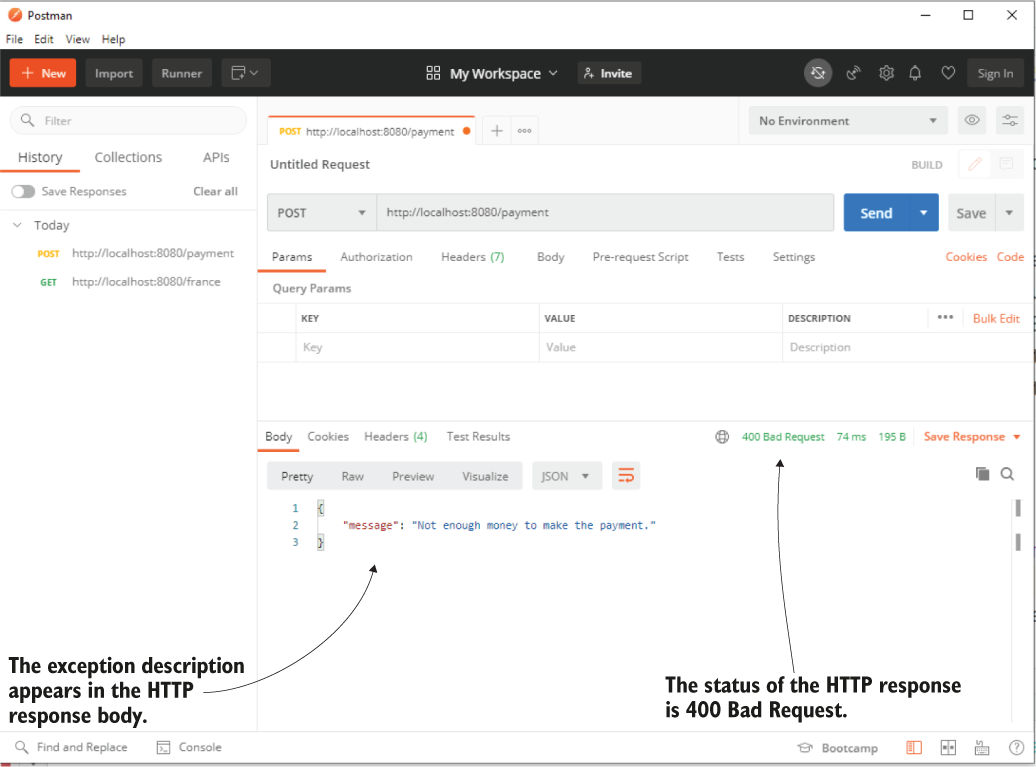 Postman
File Edit View Help
New Import Runner My Workspace Invite Sign In
Filter
History Collections APIs
Save Responses Clear all
Today
POST http://localhost:8080/payment
GET http://localhost:8080/france
POST http://localhost:8080/payment
No Environment
Untitled Request
BUILD
POST http://localhost:8080/payment Send Save
Params Authorization Headers (7) Body Pre-request Script Tests Settings Cookies Code
Query Params
KEY VALUE DESCRIPTION Bulk Edit
Key Value Description
Body Cookies Headers (4) Test Results 400 Bad Request 74 ms 195 B Save Response
Pretty Raw Preview Visualize JSON
1 {
2 "message": "Not enough money to make the payment."
3 }
The exception description
appears in the HTTP
response body.
The status of the HTTP response
is 400 Bad Request.
Find and Replace Console Bootcamp